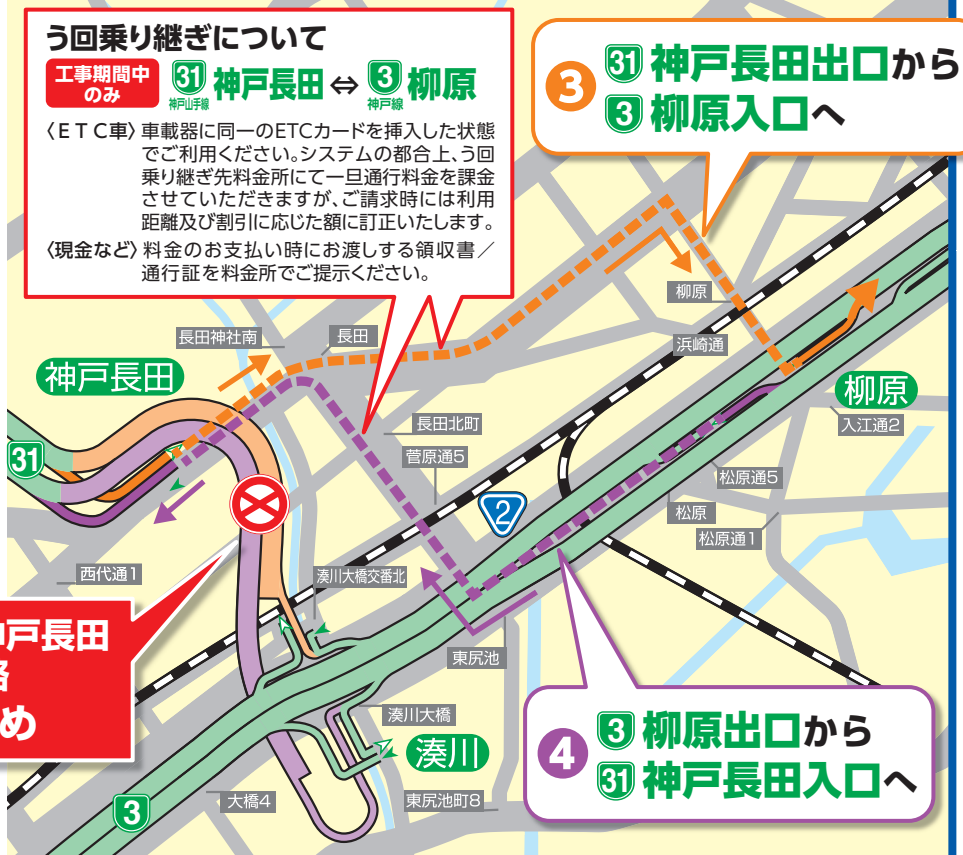 う回乗り継ぎについて
工事期間中
のみ
31 神戸長田 ⇔ 3 柳原
神戸山手線
神戸線
〈ETC車〉車載器に同一のETCカードを挿入した状態
でご利用ください。システムの都合上、う回
乗り継ぎ先料金所にて一旦通行料金を課金
させていただきますが、ご請求時には利用
距離及び割引に応じた額に訂正いたします。
〈現金など〉料金のお支払い時にお渡しする領収書／
通行証を料金所でご提示ください。
3
31 神戸長田出口から
3 柳原入口へ
柳原
長田神社南
長田
浜崎通
神戸長田
柳原
長田北町
入江通2
31
菅原通5
松原通5
2
松原
松原通1
西代通1
湊川大橋交番北
戸長田
め
東尻池
湊川大橋
湊川
4
3 柳原出口から
31 神戸長田入口へ
3
大橋4
東尻池町8